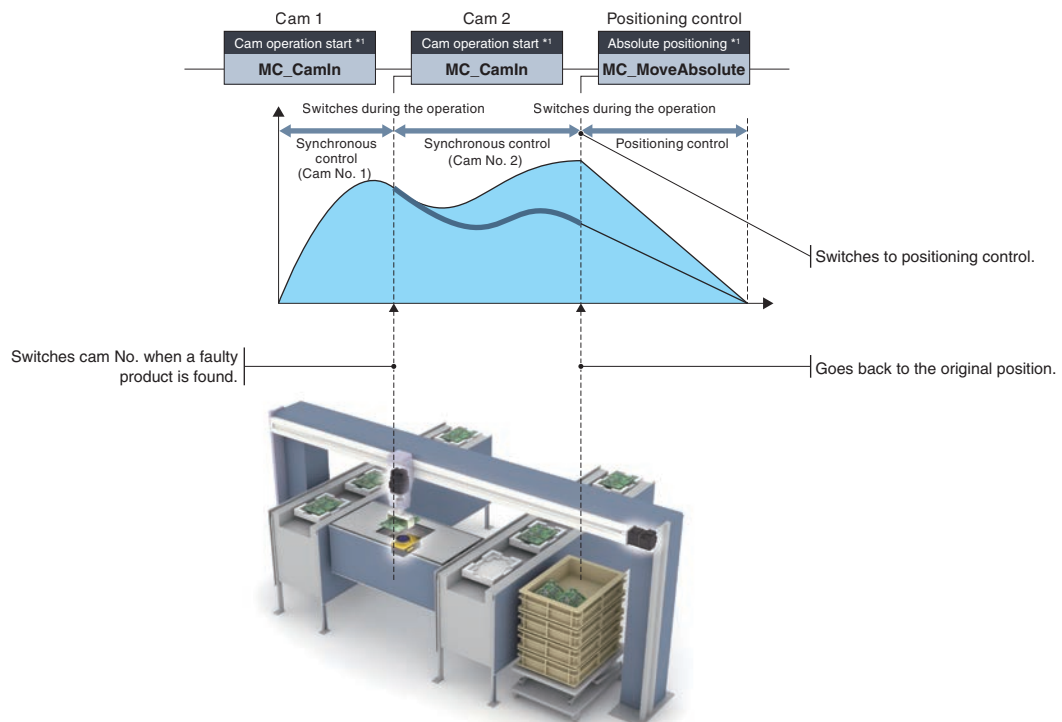 Cam 1
Cam 2
Positioning control
Cam operation start *1
Cam operation start *1
Absolute positioning *1
MC_CamIn
MC_CamIn
MC_MoveAbsolute
Switches during the operation
Switches during the operation
Synchronous
control
(Cam No. 1)
Synchronous control
(Cam No. 2)
Positioning control
Switches to positioning control.
Switches cam No. when a faulty
product is found.
Goes back to the original position.